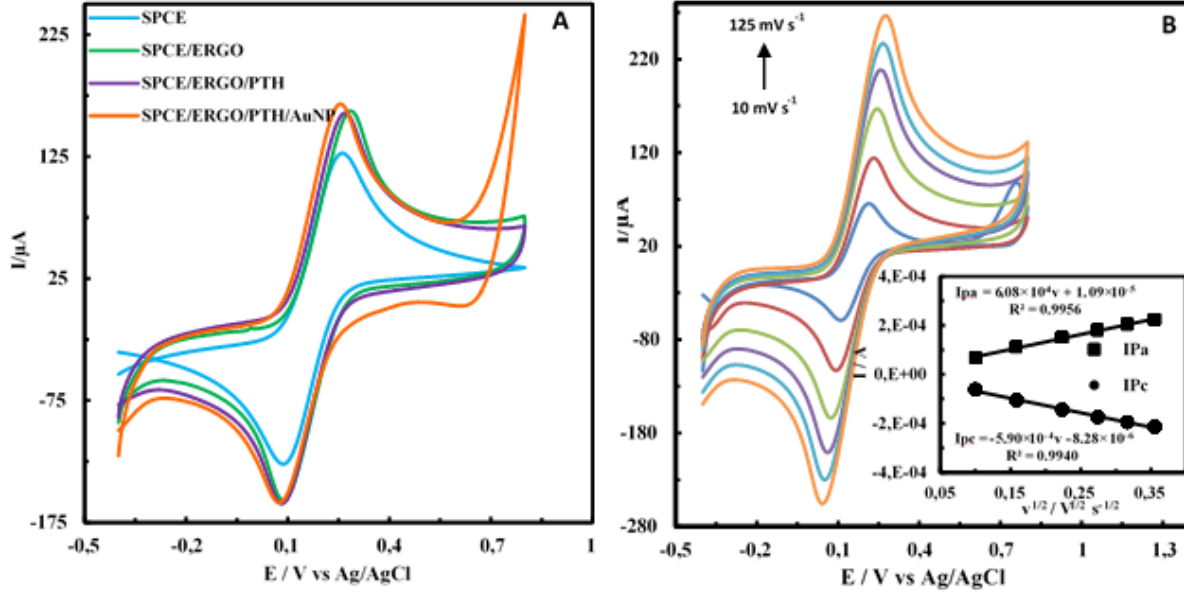 A
SPCE
SPCE/ERGO
SPCE/ERGO/PTH
SPCE/ERGO/PTH/AuNP
225
125
25
-75
-175
I/µA
-0,5
-0,2
0,1
0,4
0,7
1
E / V vs Ag/AgCl
B
125 mV s⁻¹
10 mV s⁻¹
220
120
20
-80
-180
-280
I/µA
-0,5
-0,2
0,1
0,4
0,7
1
1,3
E / V vs Ag/AgCl
4,E-04
2,E-04
0,E+00
-2,E-04
-4,E-04
I / A
Ipa = 6.08×10⁻⁴v + 1.09×10⁻⁵
R² = 0.9956
IPa
IPc
Ipc = -5.90×10⁻⁴v -8.28×10⁻⁶
R² = 0.9940
0,05
0,15
0,25
0,35
v¹/² / V¹/² s⁻¹/²